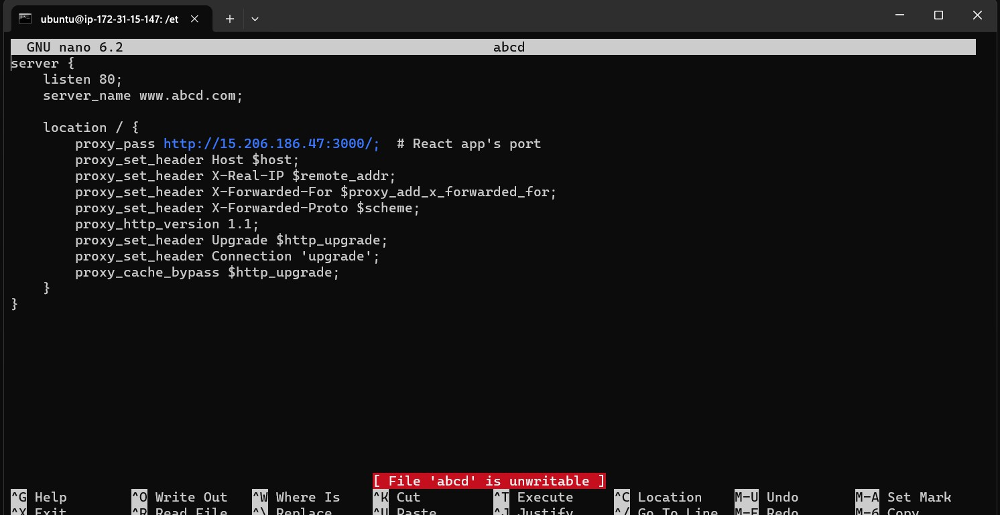 ubuntu@ip-172-31-15-147: /et
GNU nano 6.2 abcd
server {
    listen 80;
    server_name www.abcd.com;

    location / {
        proxy_pass http://15.206.186.47:3000/;  # React app's port
        proxy_set_header Host $host;
        proxy_set_header X-Real-IP $remote_addr;
        proxy_set_header X-Forwarded-For $proxy_add_x_forwarded_for;
        proxy_set_header X-Forwarded-Proto $scheme;
        proxy_http_version 1.1;
        proxy_set_header Upgrade $http_upgrade;
        proxy_set_header Connection 'upgrade';
        proxy_cache_bypass $http_upgrade;
    }
}
[ File 'abcd' is unwritable ]
^G Help ^O Write Out ^W Where Is ^K Cut ^T Execute ^C Location M-U Undo M-A Set Mark
^X Exit ^R Read File ^\ Replace ^U Paste ^J Justify ^/ Go To Line M-E Redo M-6 Copy